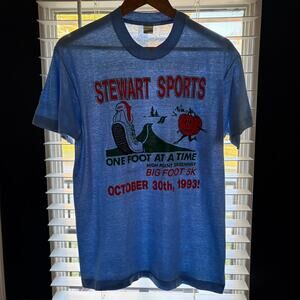 STEWART SPORTS
ONE FOOT AT A TIME
HIGH POINT GREENWAY
BIG FOOT 5K
OCTOBER 30th, 1993!